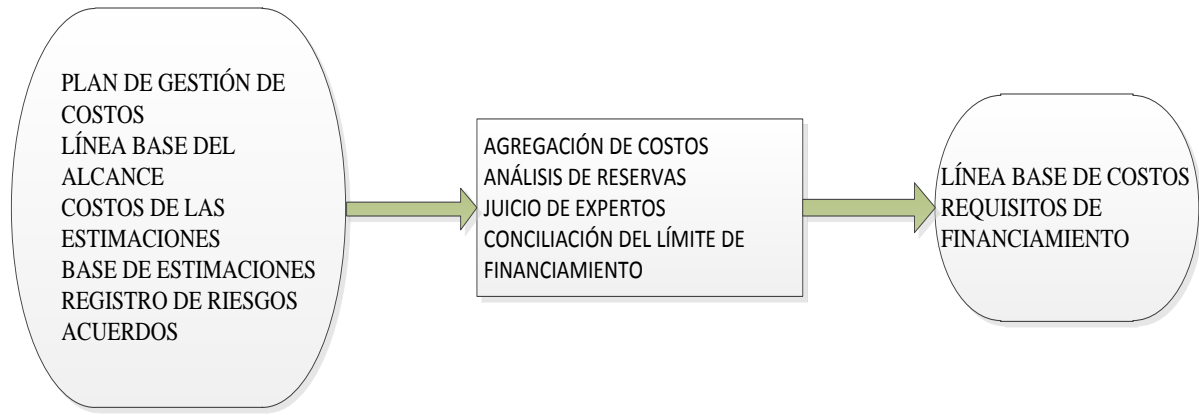 PLAN DE GESTIÓN DE
COSTOS
LÍNEA BASE DEL
ALCANCE
COSTOS DE LAS
ESTIMACIONES
BASE DE ESTIMACIONES
REGISTRO DE RIESGOS
ACUERDOS
AGREGACIÓN DE COSTOS
ANÁLISIS DE RESERVAS
JUICIO DE EXPERTOS
CONCILIACIÓN DEL LÍMITE DE
FINANCIAMIENTO
LÍNEA BASE DE COSTOS
REQUISITOS DE
FINANCIAMIENTO